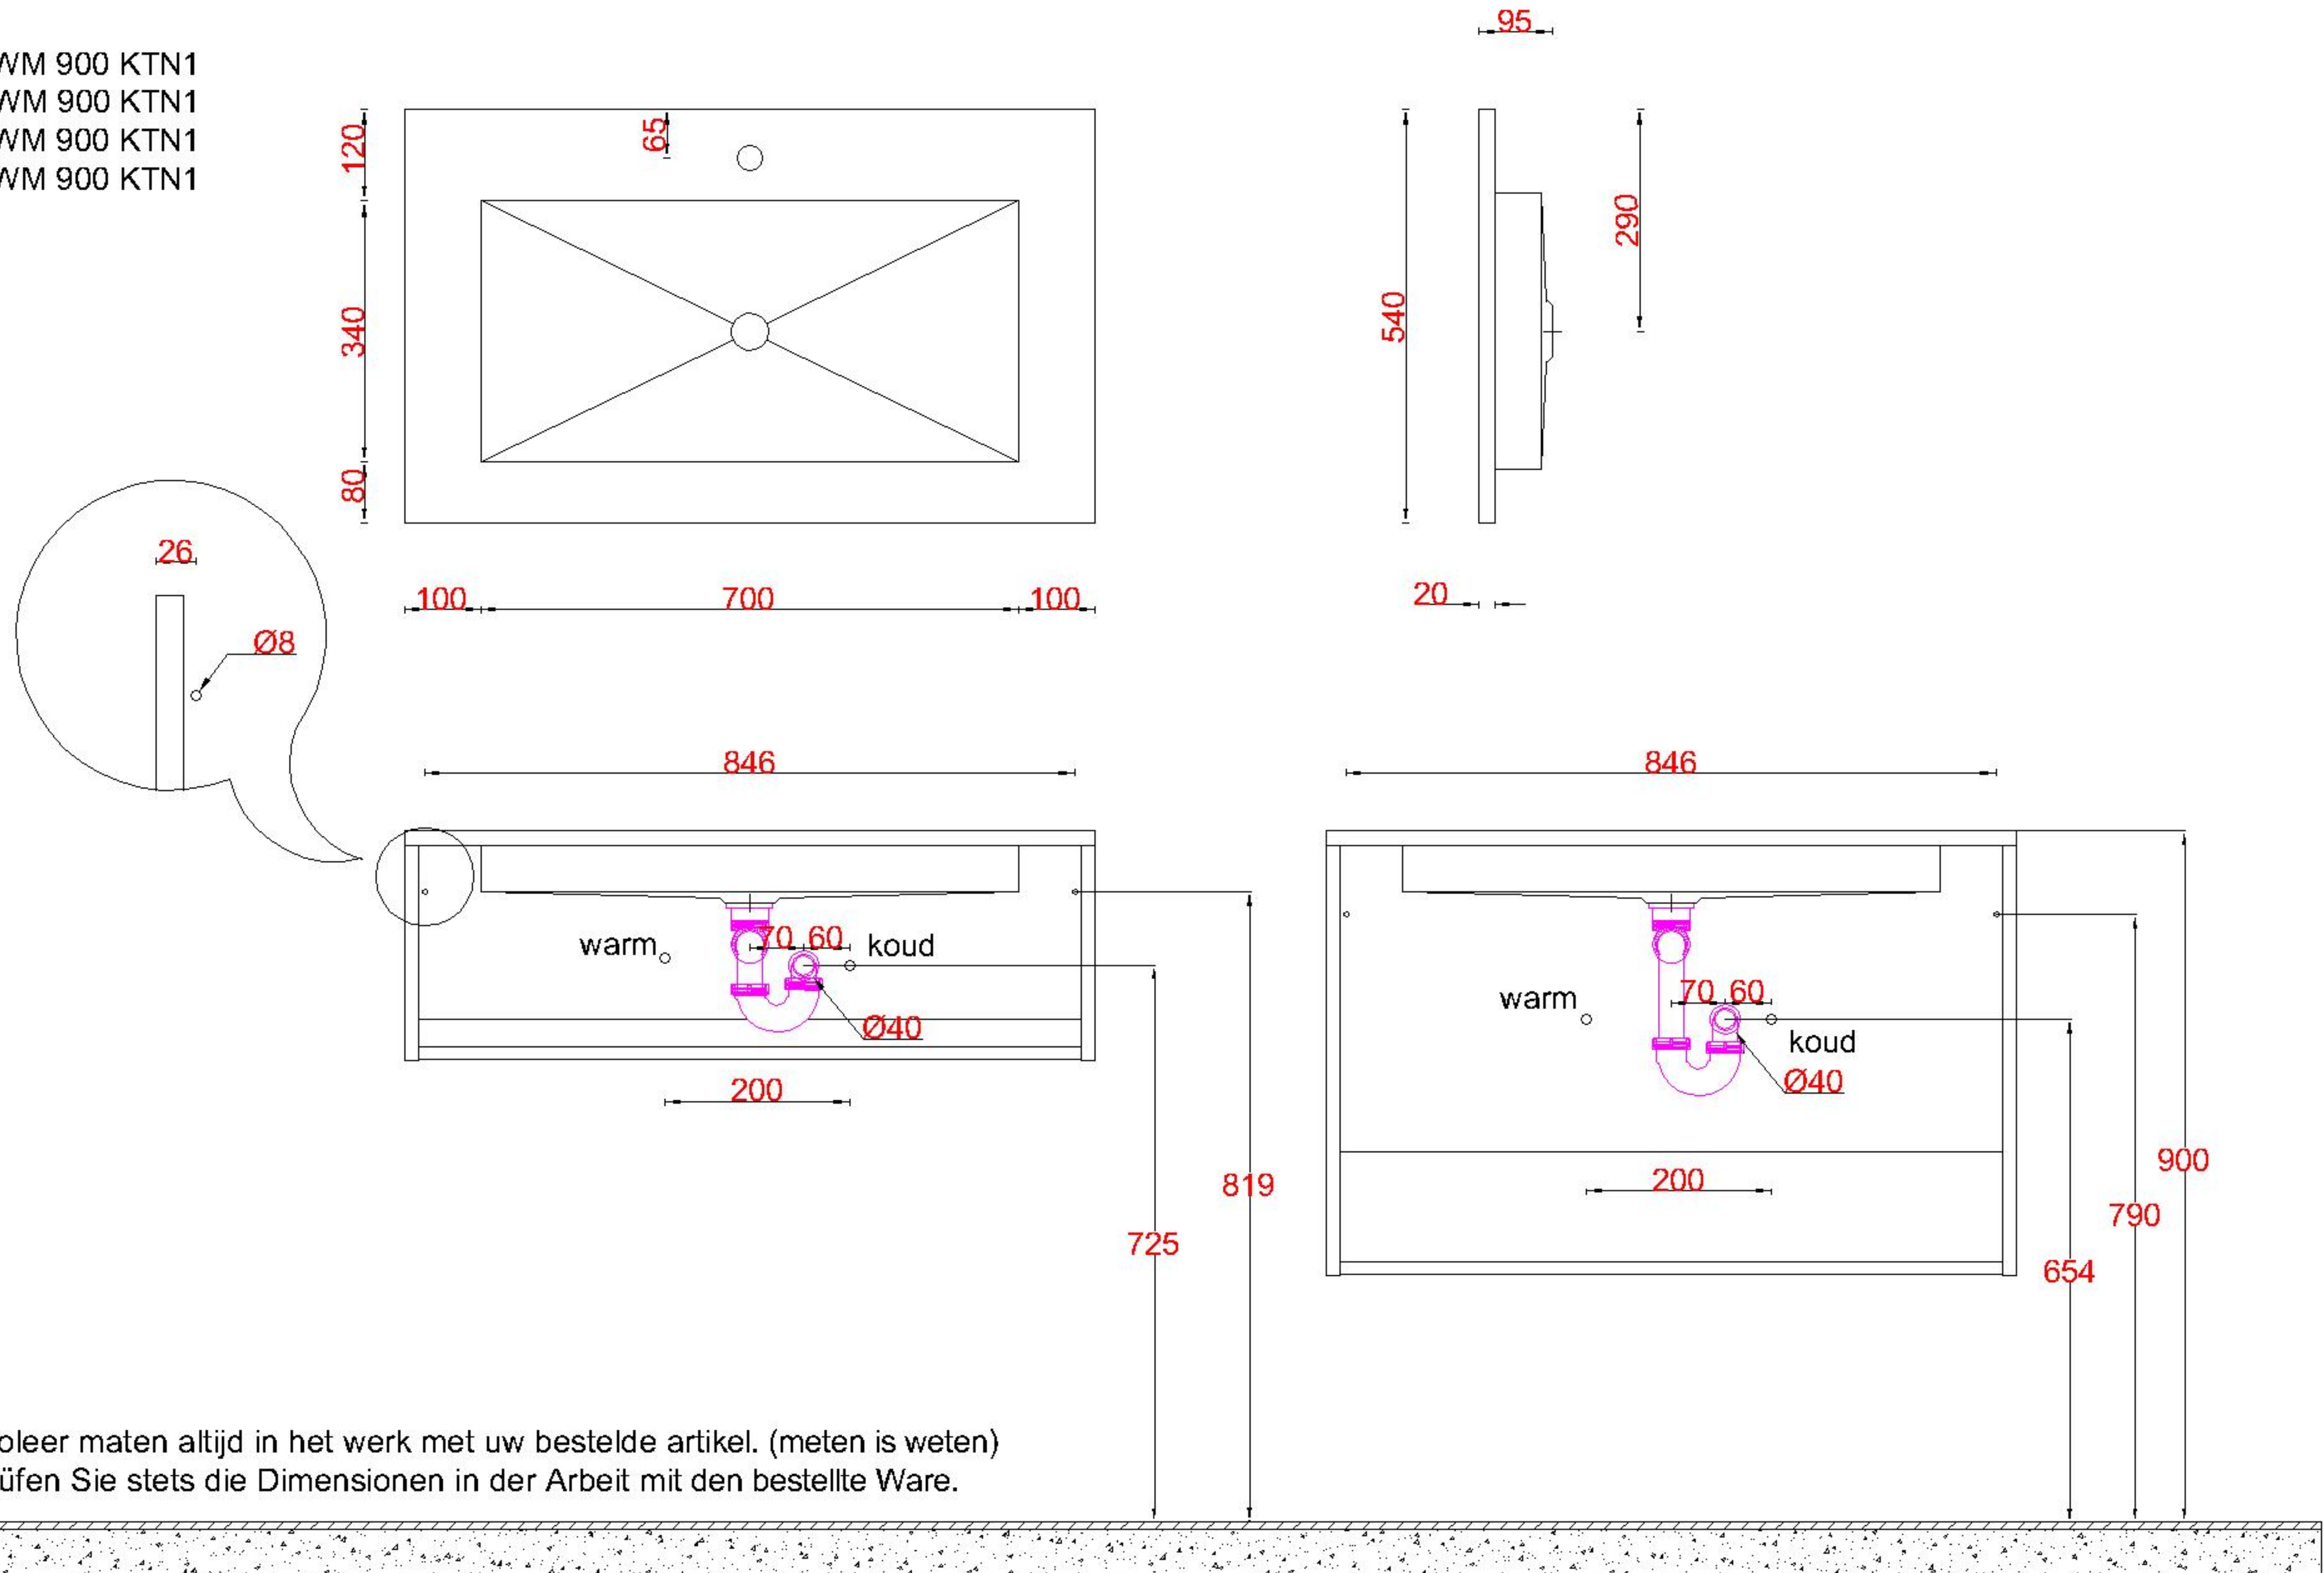 WM 900 KTN1
WM 900 KTN1
WM 900 KTN1
WM 900 KTN1
95
120
65
340
80
540
290
100 700 100
20
26
Ø8
846
846
warm
70 60
koud
Ø40
200
725
819
warm
70 60
koud
Ø40
200
654
790
900
oleer maten altijd in het werk met uw bestelde artikel. (meten is weten)
üfen Sie stets die Dimensionen in der Arbeit mit den bestellte Ware.